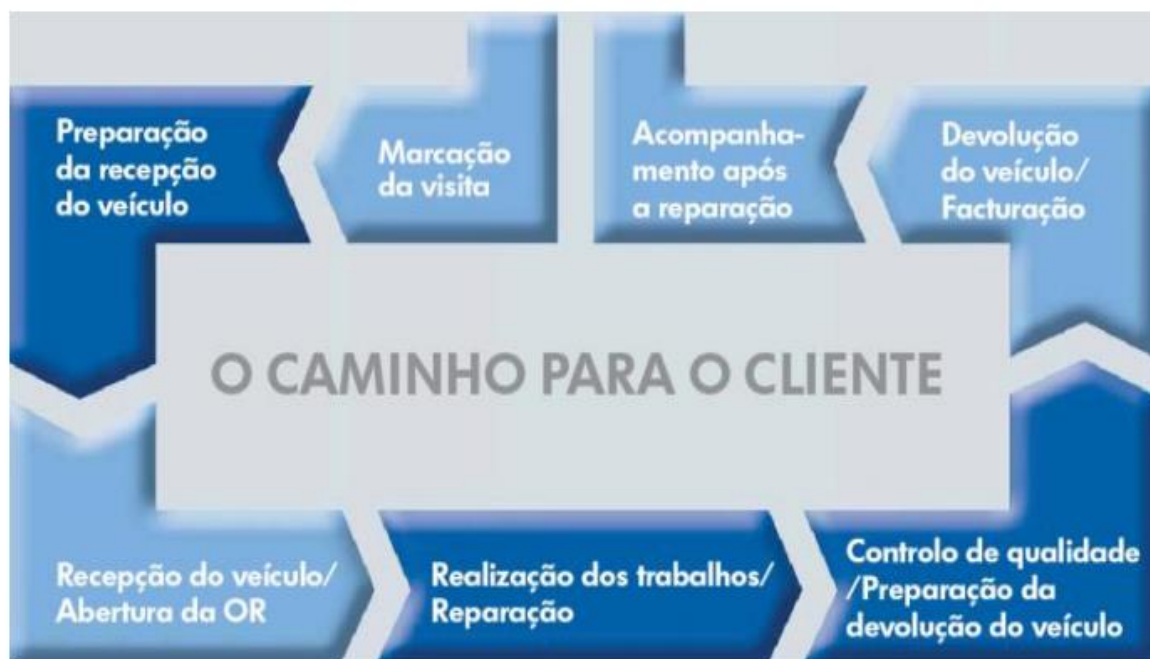 Preparação
da recepção
do veículo
Marcação
da visita
Acompanha-
mento após
a reparação
Devolução
do veículo/
Facturação
O CAMINHO PARA O CLIENTE
Recepção do veículo/
Abertura da OR
Realização dos trabalhos/
Reparação
Controlo de qualidade
/Preparação da
devolução do veículo